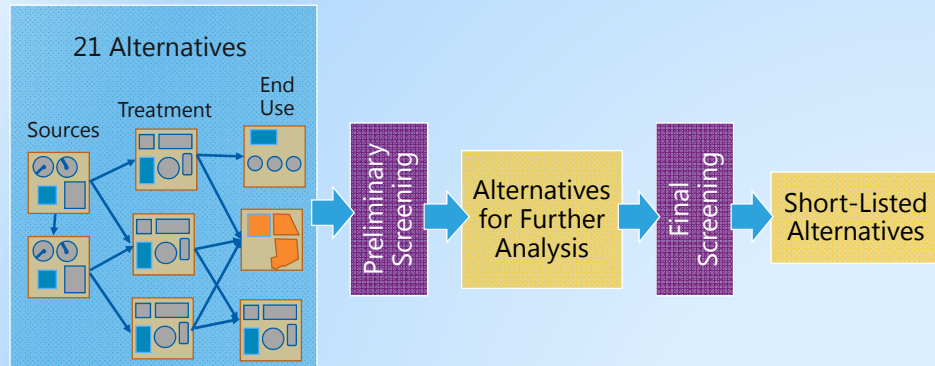 21 Alternatives
Sources
Treatment
End
Use
Preliminary
Screening
Alternatives
for Further
Analysis
Final
Screening
Short-Listed
Alternatives